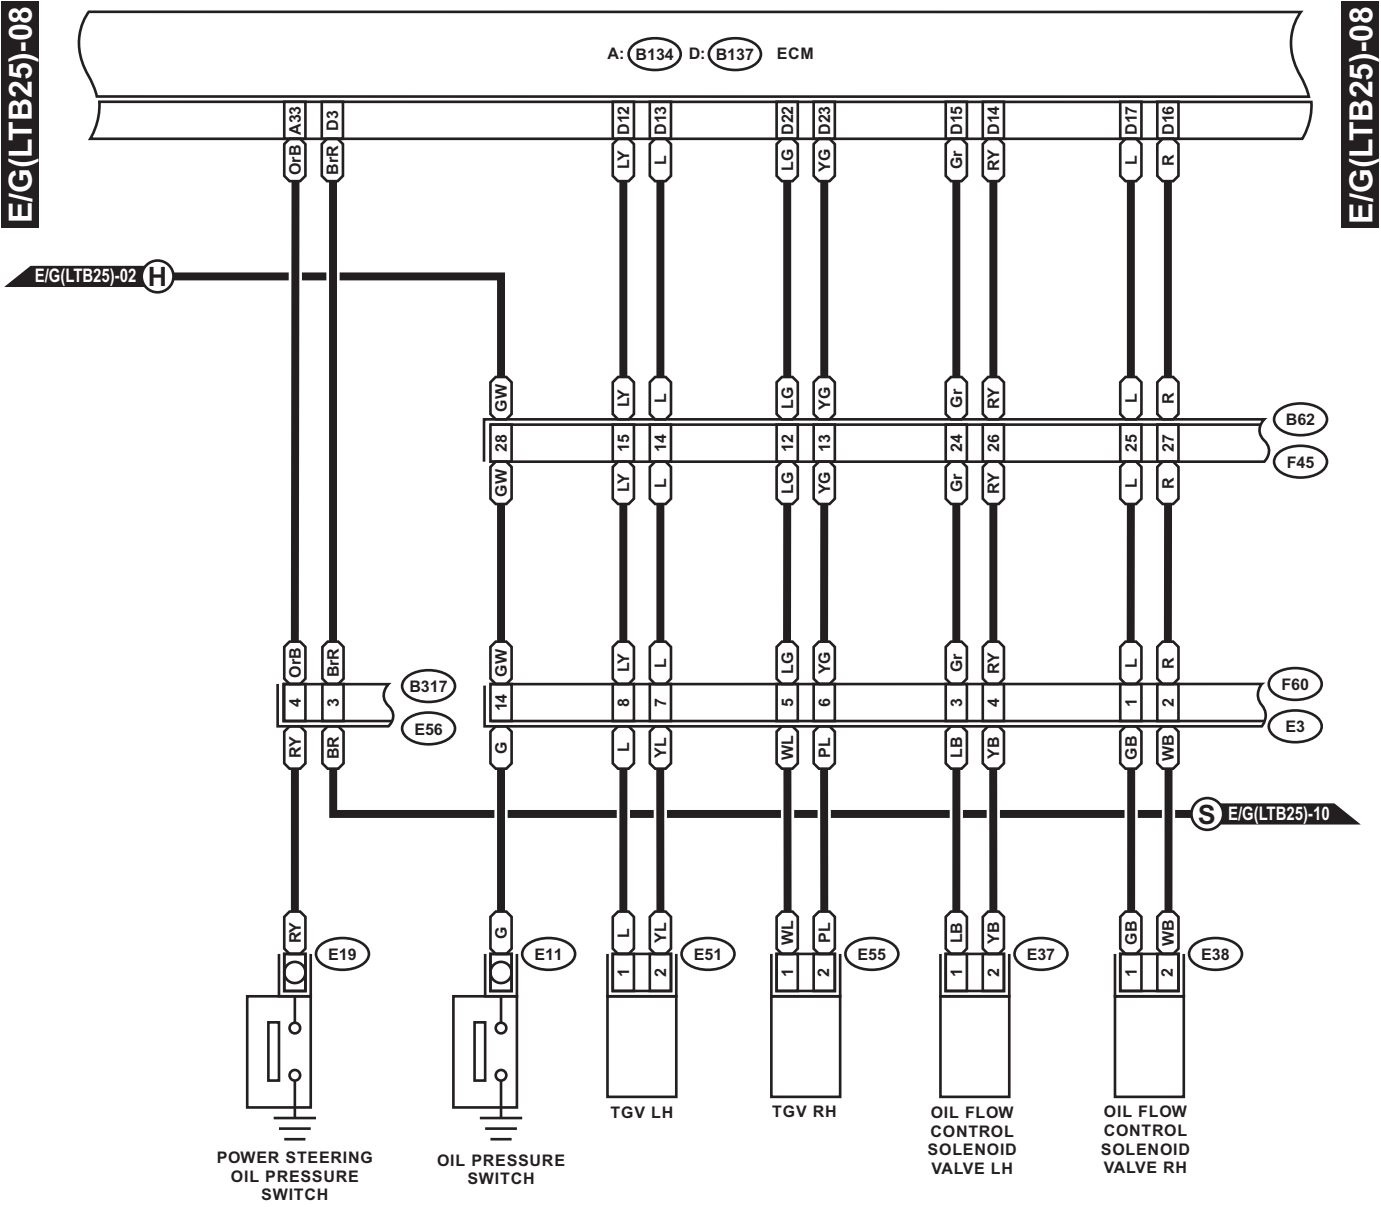 E/G(LTB25)-08
E/G(LTB25)-08
A: B134 D: B137 ECM
A33 D3 D12 D13 D22 D23 D15 D14 D17 D16
OrB BrR LY L LG YG Gr RY L R
E/G(LTB25)-02 H
GW LY L LG YG Gr RY L R
B62
28 15 14 12 13 24 26 25 27
F45
GW LY L LG YG Gr RY L R
OrB BrR GW LY L LG YG Gr RY L R
B317 F60
4 3 14 8 7 5 6 3 4 1 2
E56 E3
RY BR G L YL WL PL LB YB GB WB
S E/G(LTB25)-10
RY G L YL WL PL LB YB GB WB
E19 E11 E51 E55 E37 E38
1 2 1 2 1 2 1 2
POWER STEERING
OIL PRESSURE
SWITCH
OIL PRESSURE
SWITCH
TGV LH
TGV RH
OIL FLOW
CONTROL
SOLENOID
VALVE LH
OIL FLOW
CONTROL
SOLENOID
VALVE RH